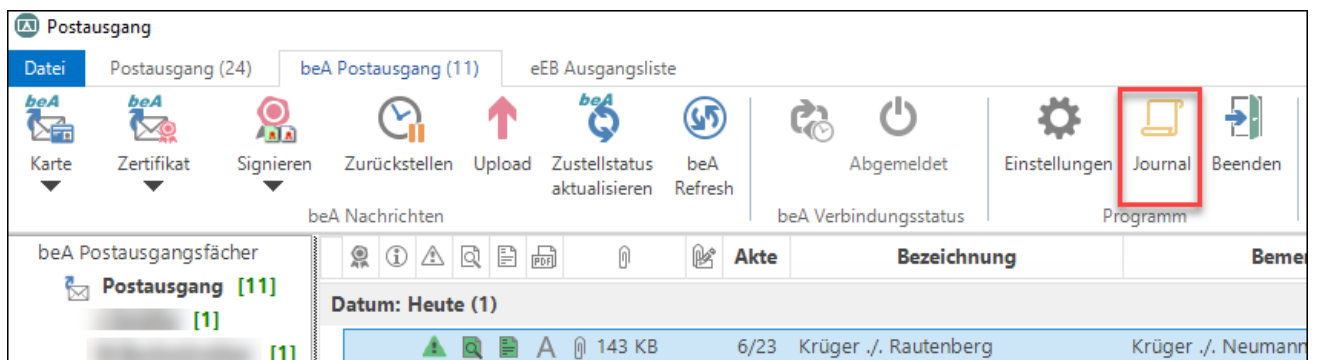 Postausgang
Datei Postausgang (24) beA Postausgang (11) eEB Ausgangsliste
beA beA beA
Karte Zertifikat Signieren Zurückstellen Upload Zustellstatus aktualisieren beA Refresh Abgemeldet Einstellungen Journal Beenden
beA Nachrichten beA Verbindungsstatus Programm
beA Postausgangsfächer PDF Akte Bezeichnung
Postausgang [11]
Datum: Heute (1)
[1]
A 143 KB 6/23 Krüger ./. Rautenberg Krüger ./. Neumann
[1]